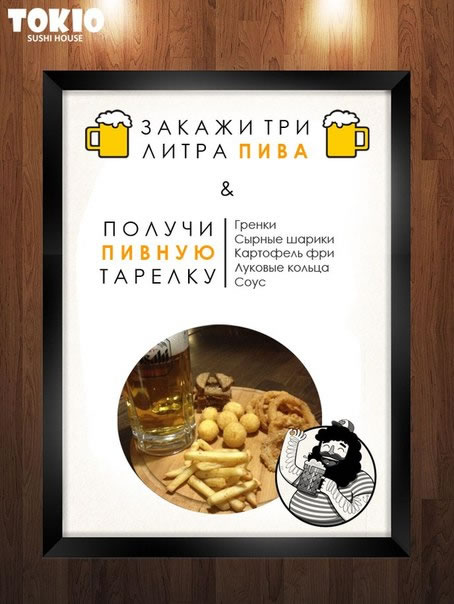 TOKIO
SUSHI HOUSE
ЗАКАЖИ ТРИ
ЛИТРА ПИВА
&
ПОЛУЧИ
ПИВНУЮ
ТАРЕЛКУ
Гренки
Сырные шарики
Картофель фри
Луковые кольца
Соус